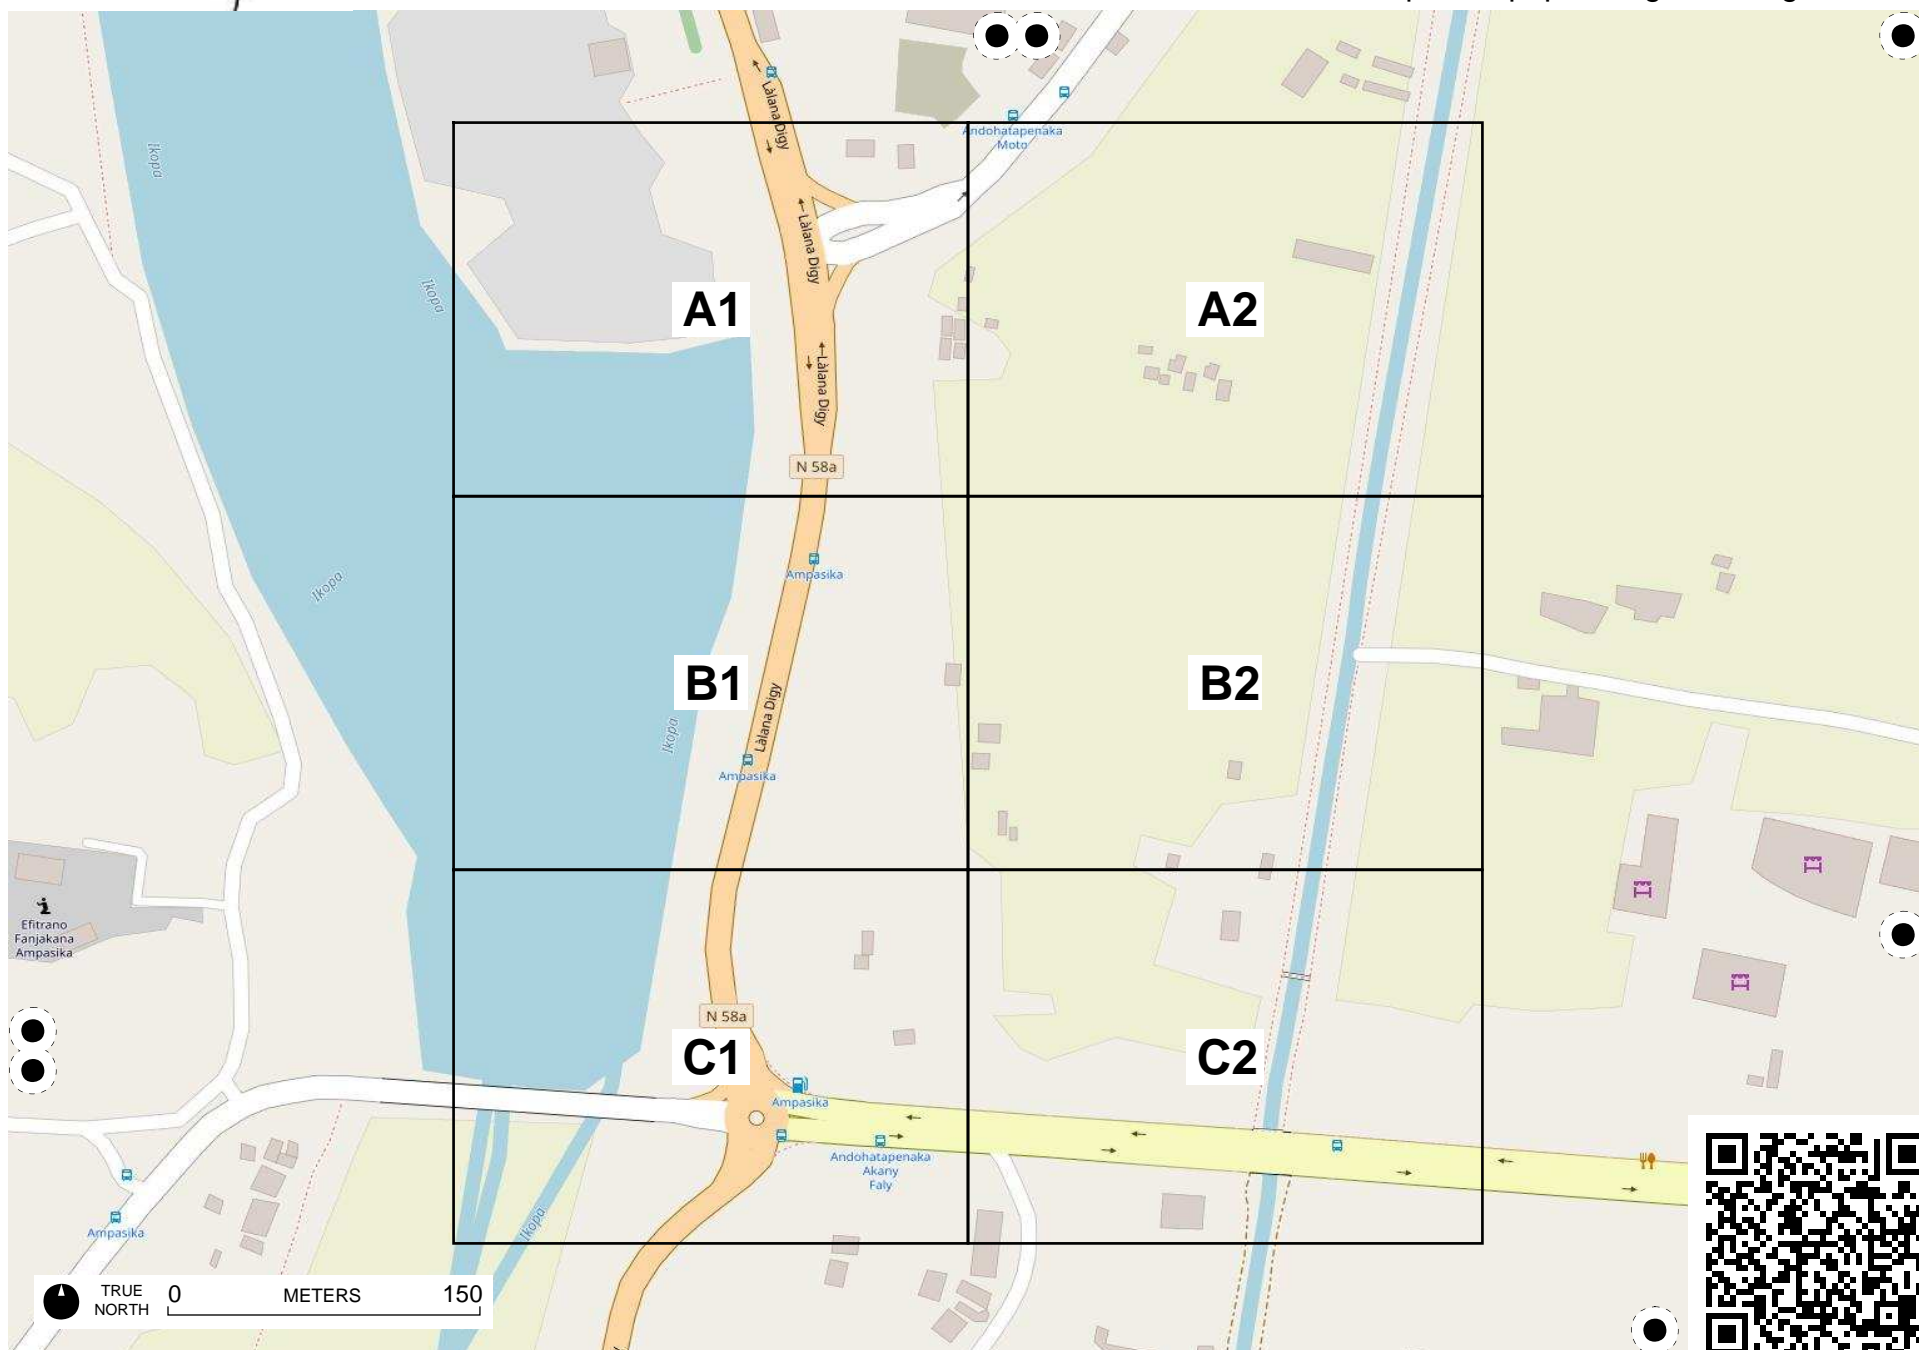 Làlana Digy
Ikopa
Andohatapenaka
Moto
Làlana Digy
Ikopa
A1
A2
Làlana Digy
N 58a
Ampasika
Ikopa
B1
B2
Làlana Digy
Ikopa
Ampasika
Efitrano
Fanjakana
Ampasika
N 58a
C1
C2
Ampasika
Andohatapenaka
Akany
Faly
Ikopa
Ampasika
TRUE
NORTH
0 METERS 150